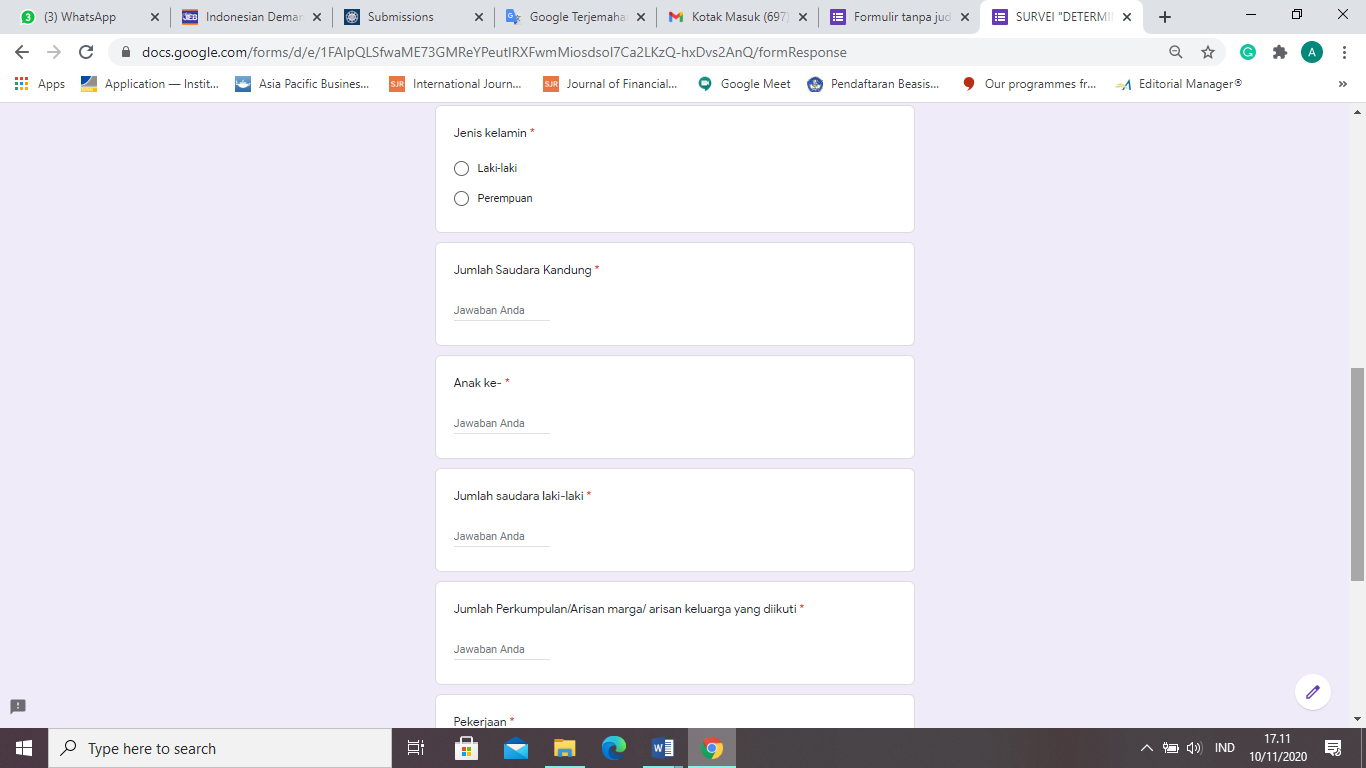 (3) WhatsApp
Indonesian Deman
Submissions
Google Terjemaha
Kotak Masuk (697)
Formulir tanpa jud
SURVEI "DETERMIN
docs.google.com/forms/d/e/1FAIpQLSfwaME73GMReYPeutIRXFwmMiosdsoI7Ca2LKzQ-hxDvs2AnQ/formResponse
A
Apps
Application — Instit...
Asia Pacific Busines...
SJR
International Journ...
SJR
Journal of Financial...
Google Meet
Pendaftaran Beasis...
Our programmes fr...
Editorial Manager®
»
Jenis kelamin *
Laki-laki
Perempuan
Jumlah Saudara Kandung *
Jawaban Anda
Anak ke- *
Jawaban Anda
Jumlah saudara laki-laki *
Jawaban Anda
Jumlah Perkumpulan/Arisan marga/ arisan keluarga yang diikuti *
Jawaban Anda
Pekerjaan *
Type here to search
IND
17.11
10/11/2020